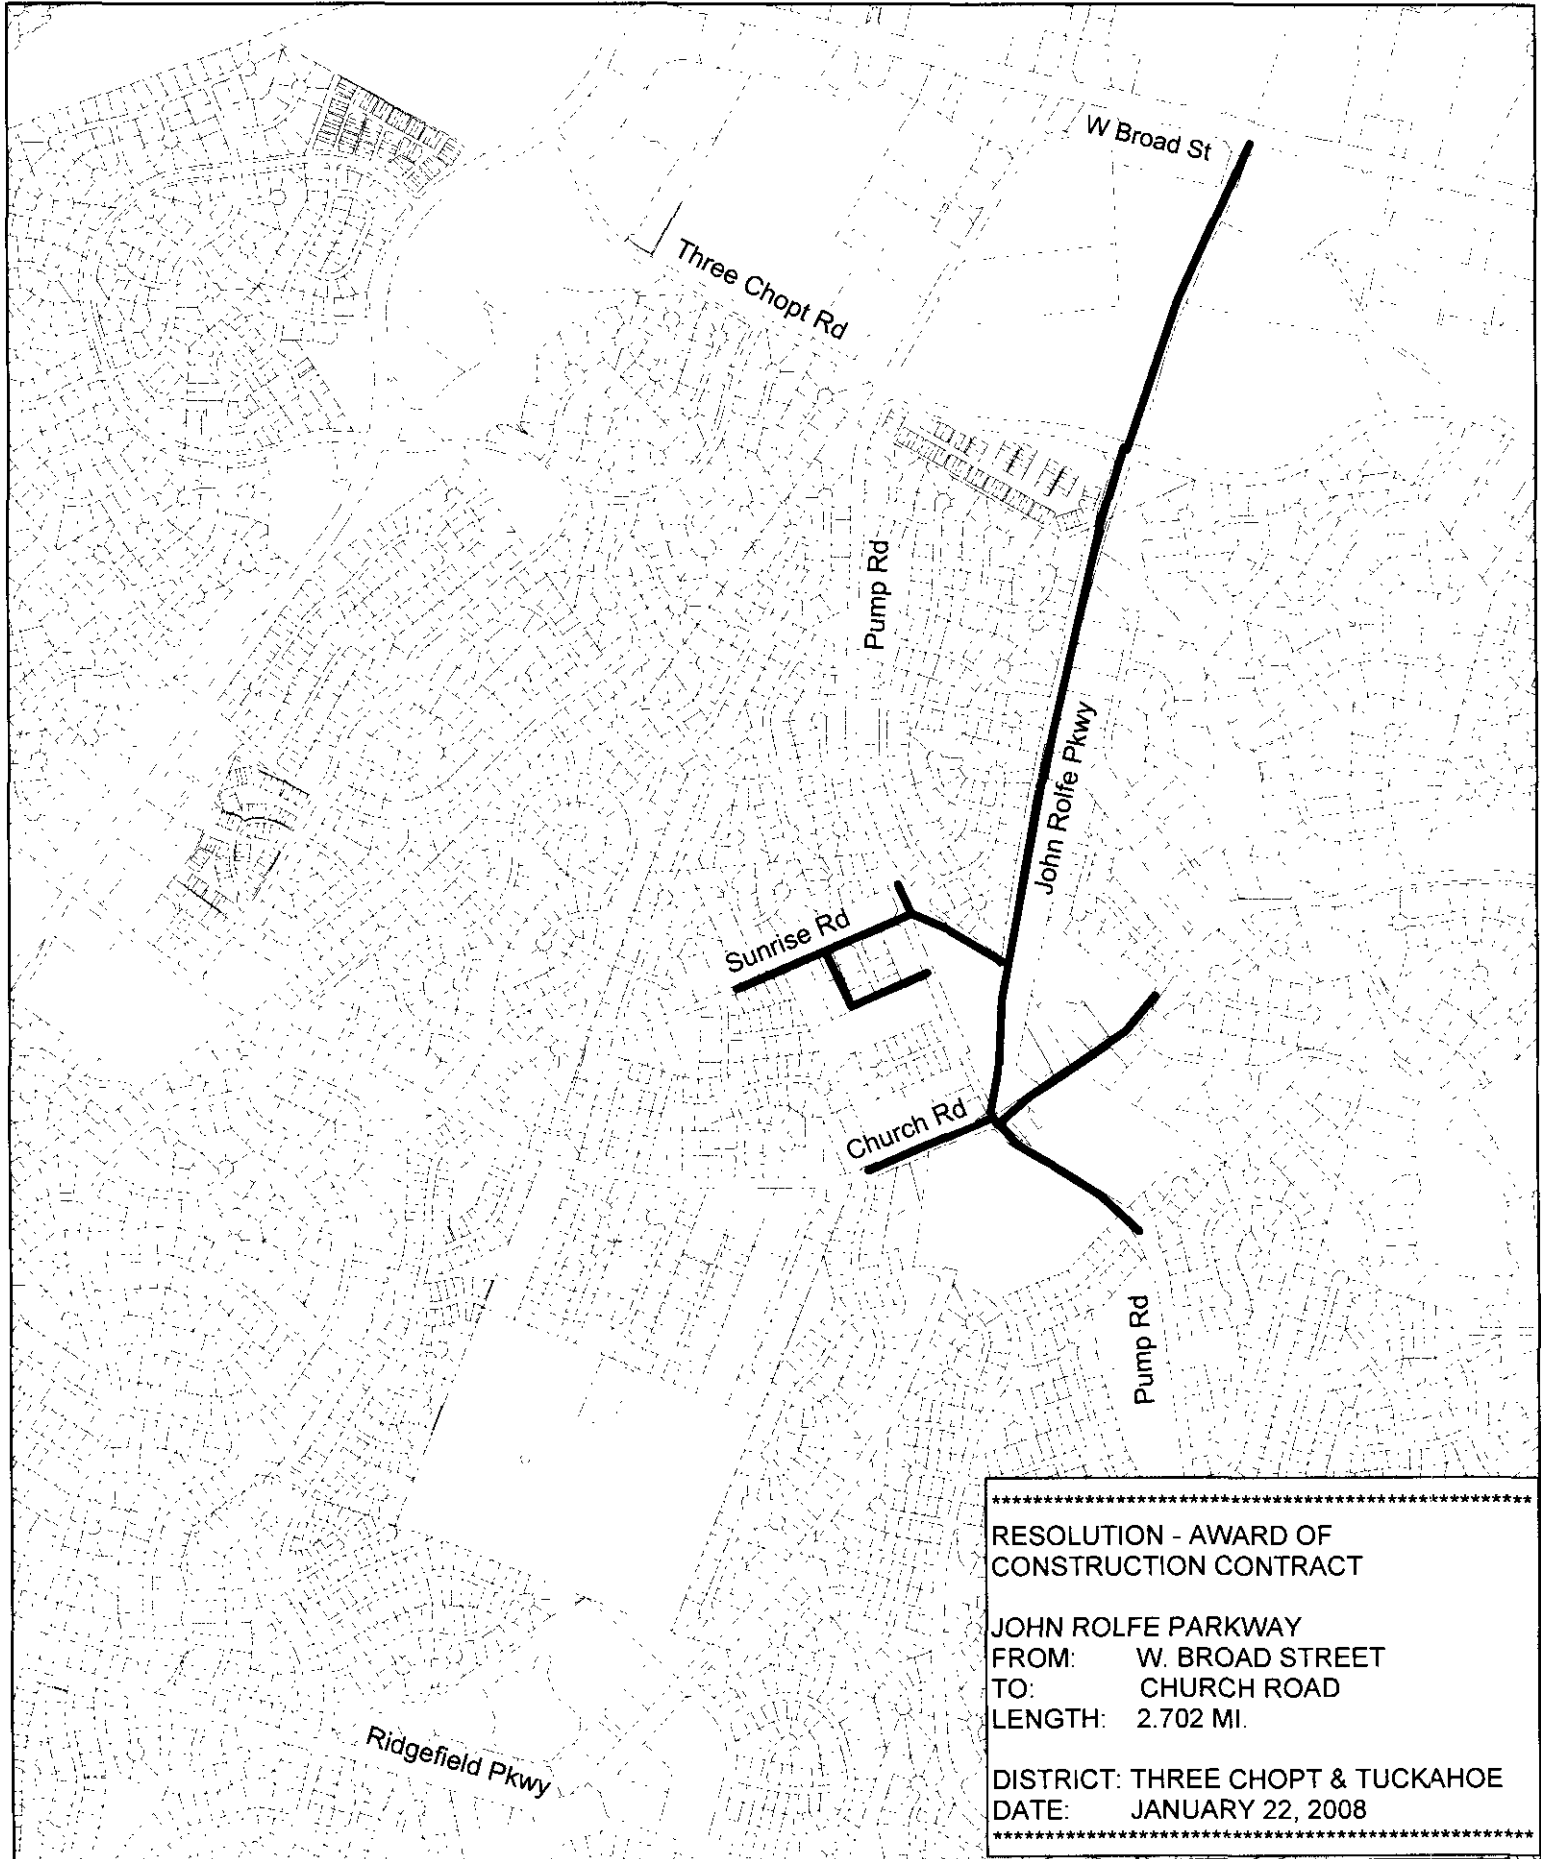 W Broad St
Three Chopt Rd
Pump Rd
John Rolfe Pkwy
Sunrise Rd
Church Rd
Pump Rd
Ridgefield Pkwy
****************************************************
RESOLUTION - AWARD OF
CONSTRUCTION CONTRACT
JOHN ROLFE PARKWAY
FROM: W. BROAD STREET
TO: CHURCH ROAD
LENGTH: 2.702 MI.
DISTRICT: THREE CHOPT & TUCKAHOE
DATE: JANUARY 22, 2008
****************************************************